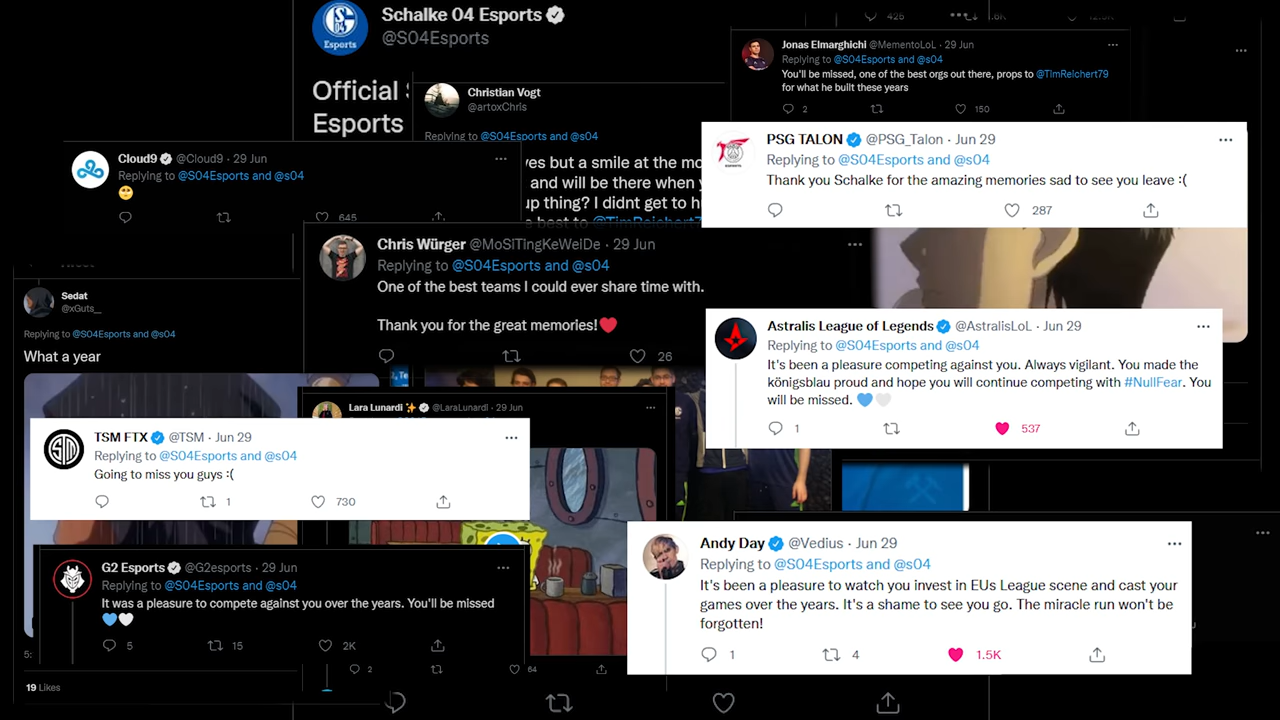 Schalke 04 Esports
@S04Esports
Official
Esports
Christian Vogt
@artoxChris
Replying to @S04Esports and @s04
yes but a smile at the mo
and will be there when
up thing? I didnt get to h
best to @TimReichert7
425
Jonas Elmarghichi @MementoLoL · 29 Jun
Replying to @S04Esports and @s04
You'll be missed, one of the best orgs out there, props to @TimReichert79
for what he built these years
2
150
Cloud9 @Cloud9 · 29 Jun
Replying to @S04Esports and @s04
🥺
645
PSG TALON @PSG_Talon · Jun 29
Replying to @S04Esports and @s04
Thank you Schalke for the amazing memories sad to see you leave :(
287
Chris Würger @MoSITIngKeWeiDe · 29 Jun
Replying to @S04Esports and @s04
One of the best teams I could ever share time with.
Thank you for the great memories!❤️
26
Sedat
@xGuts__
Replying to @S04Esports and @s04
What a year
Astralis League of Legends @AstralisLoL · Jun 29
Replying to @S04Esports and @s04
It's been a pleasure competing against you. Always vigilant. You made the
königsblau proud and hope you will continue competing with #NullFear. You
will be missed. 💙🤍
1
537
Lara Lunardi ✨ @LaraLunardi · 29 Jun
TSM FTX @TSM · Jun 29
Replying to @S04Esports and @s04
Going to miss you guys :(
1
730
G2 Esports @G2esports · 29 Jun
Replying to @S04Esports and @s04
It was a pleasure to compete against you over the years. You'll be missed
💙🤍
5
15
2K
Andy Day @Vedius · Jun 29
Replying to @S04Esports and @s04
It's been a pleasure to watch you invest in EUs League scene and cast your
games over the years. It's a shame to see you go. The miracle run won't be
forgotten!
1
4
1.5K
2
64
19 Likes